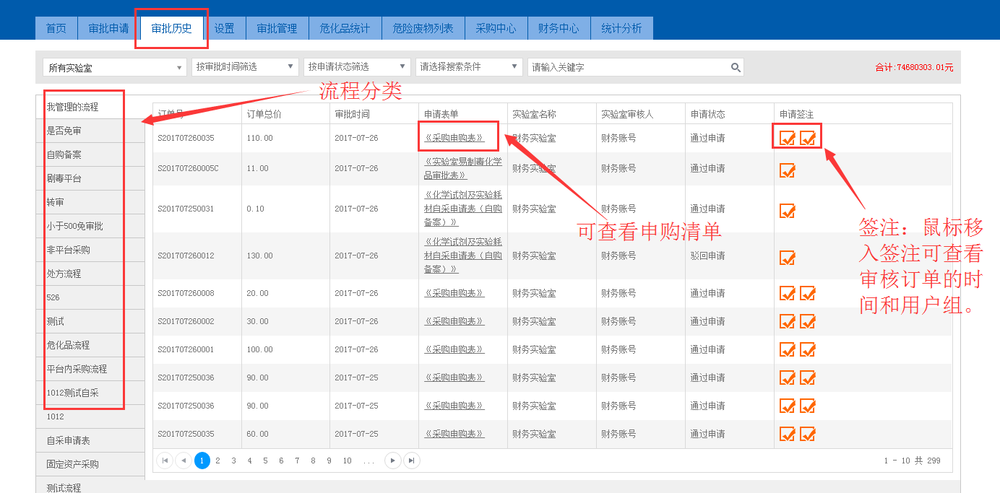 首页 审批申请 审批历史 设置 审批管理 危化品统计 危险废物列表 采购中心 财务中心 统计分析
所有实验室 按审批时间筛选 按申请状态筛选 请选择搜索条件 请输入关键字 合计:74680303.01元
流程分类
我管理的流程
是否免审
自购备案
剧毒平台
转审
小于500免审批
非平台采购
处方流程
526
测试
危化品流程
平台内采购流程
1012测试自采
1012
自采申请表
固定资产采购
测试流程
订单号 订单总价 审批时间 申请表单 实验室名称 实验室审核人 申请状态 申请签注
S201707260035 110.00 2017-07-26 《采购申购表》 财务实验室 财务账号 通过申请
S201707260005C 11.00 2017-07-26 《实验室易制毒化学
品审批表》 财务实验室 财务账号 通过申请
S201707250031 0.10 2017-07-26 《化学试剂及实验耗
材自采申请表（自购
备案）》 财务实验室 财务账号 通过申请
S201707260012 130.00 2017-07-26 《化学试剂及实验耗
材自采申请表（自购
备案）》 财务实验室 财务账号 驳回申请
S201707260008 20.00 2017-07-26 《采购申购表》 财务实验室 财务账号 通过申请
S201707260002 30.00 2017-07-26 《采购申购表》 财务实验室 财务账号 通过申请
S201707260001 100.00 2017-07-26 《采购申购表》 财务实验室 财务账号 通过申请
S201707250036 90.00 2017-07-25 《采购申购表》 财务实验室 财务账号 通过申请
S201707250036 90.00 2017-07-25 《采购申购表》 财务实验室 财务账号 通过申请
S201707250035 60.00 2017-07-25 《采购申购表》 财务实验室 财务账号 通过申请
可查看申购清单
签注：鼠标移
入签注可查看
审核订单的时
间和用户组。
1 2 3 4 5 6 7 8 9 10 ... 1 - 10 共 299